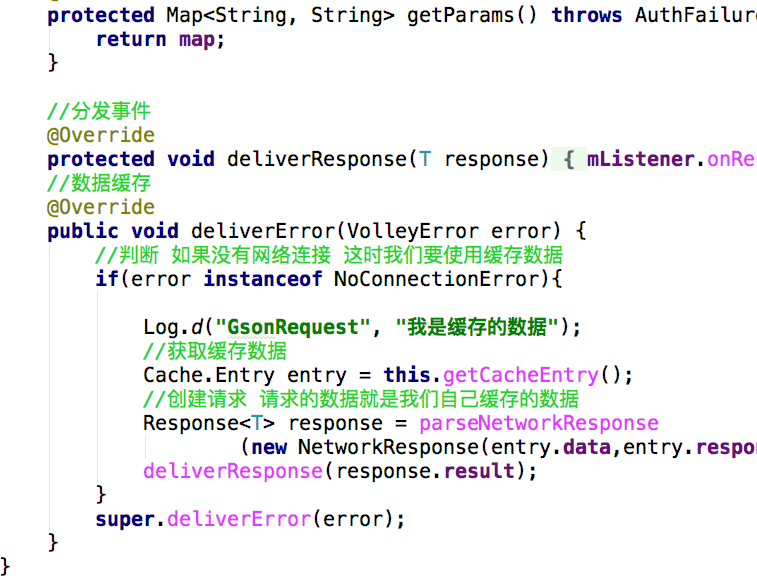 protected Map<String, String> getParams() throws AuthFailure
return map;
}
//分发事件
@Override
protected void deliverResponse(T response) { mListener.onRe
//数据缓存
@Override
public void deliverError(VolleyError error) {
//判断 如果没有网络连接 这时我们要使用缓存数据
if(error instanceof NoConnectionError){
Log.d("GsonRequest", "我是缓存的数据");
//获取缓存数据
Cache.Entry entry = this.getCacheEntry();
//创建请求 请求的数据就是我们自己缓存的数据
Response<T> response = parseNetworkResponse
(new NetworkResponse(entry.data,entry.respon
deliverResponse(response.result);
}
super.deliverError(error);
}
}